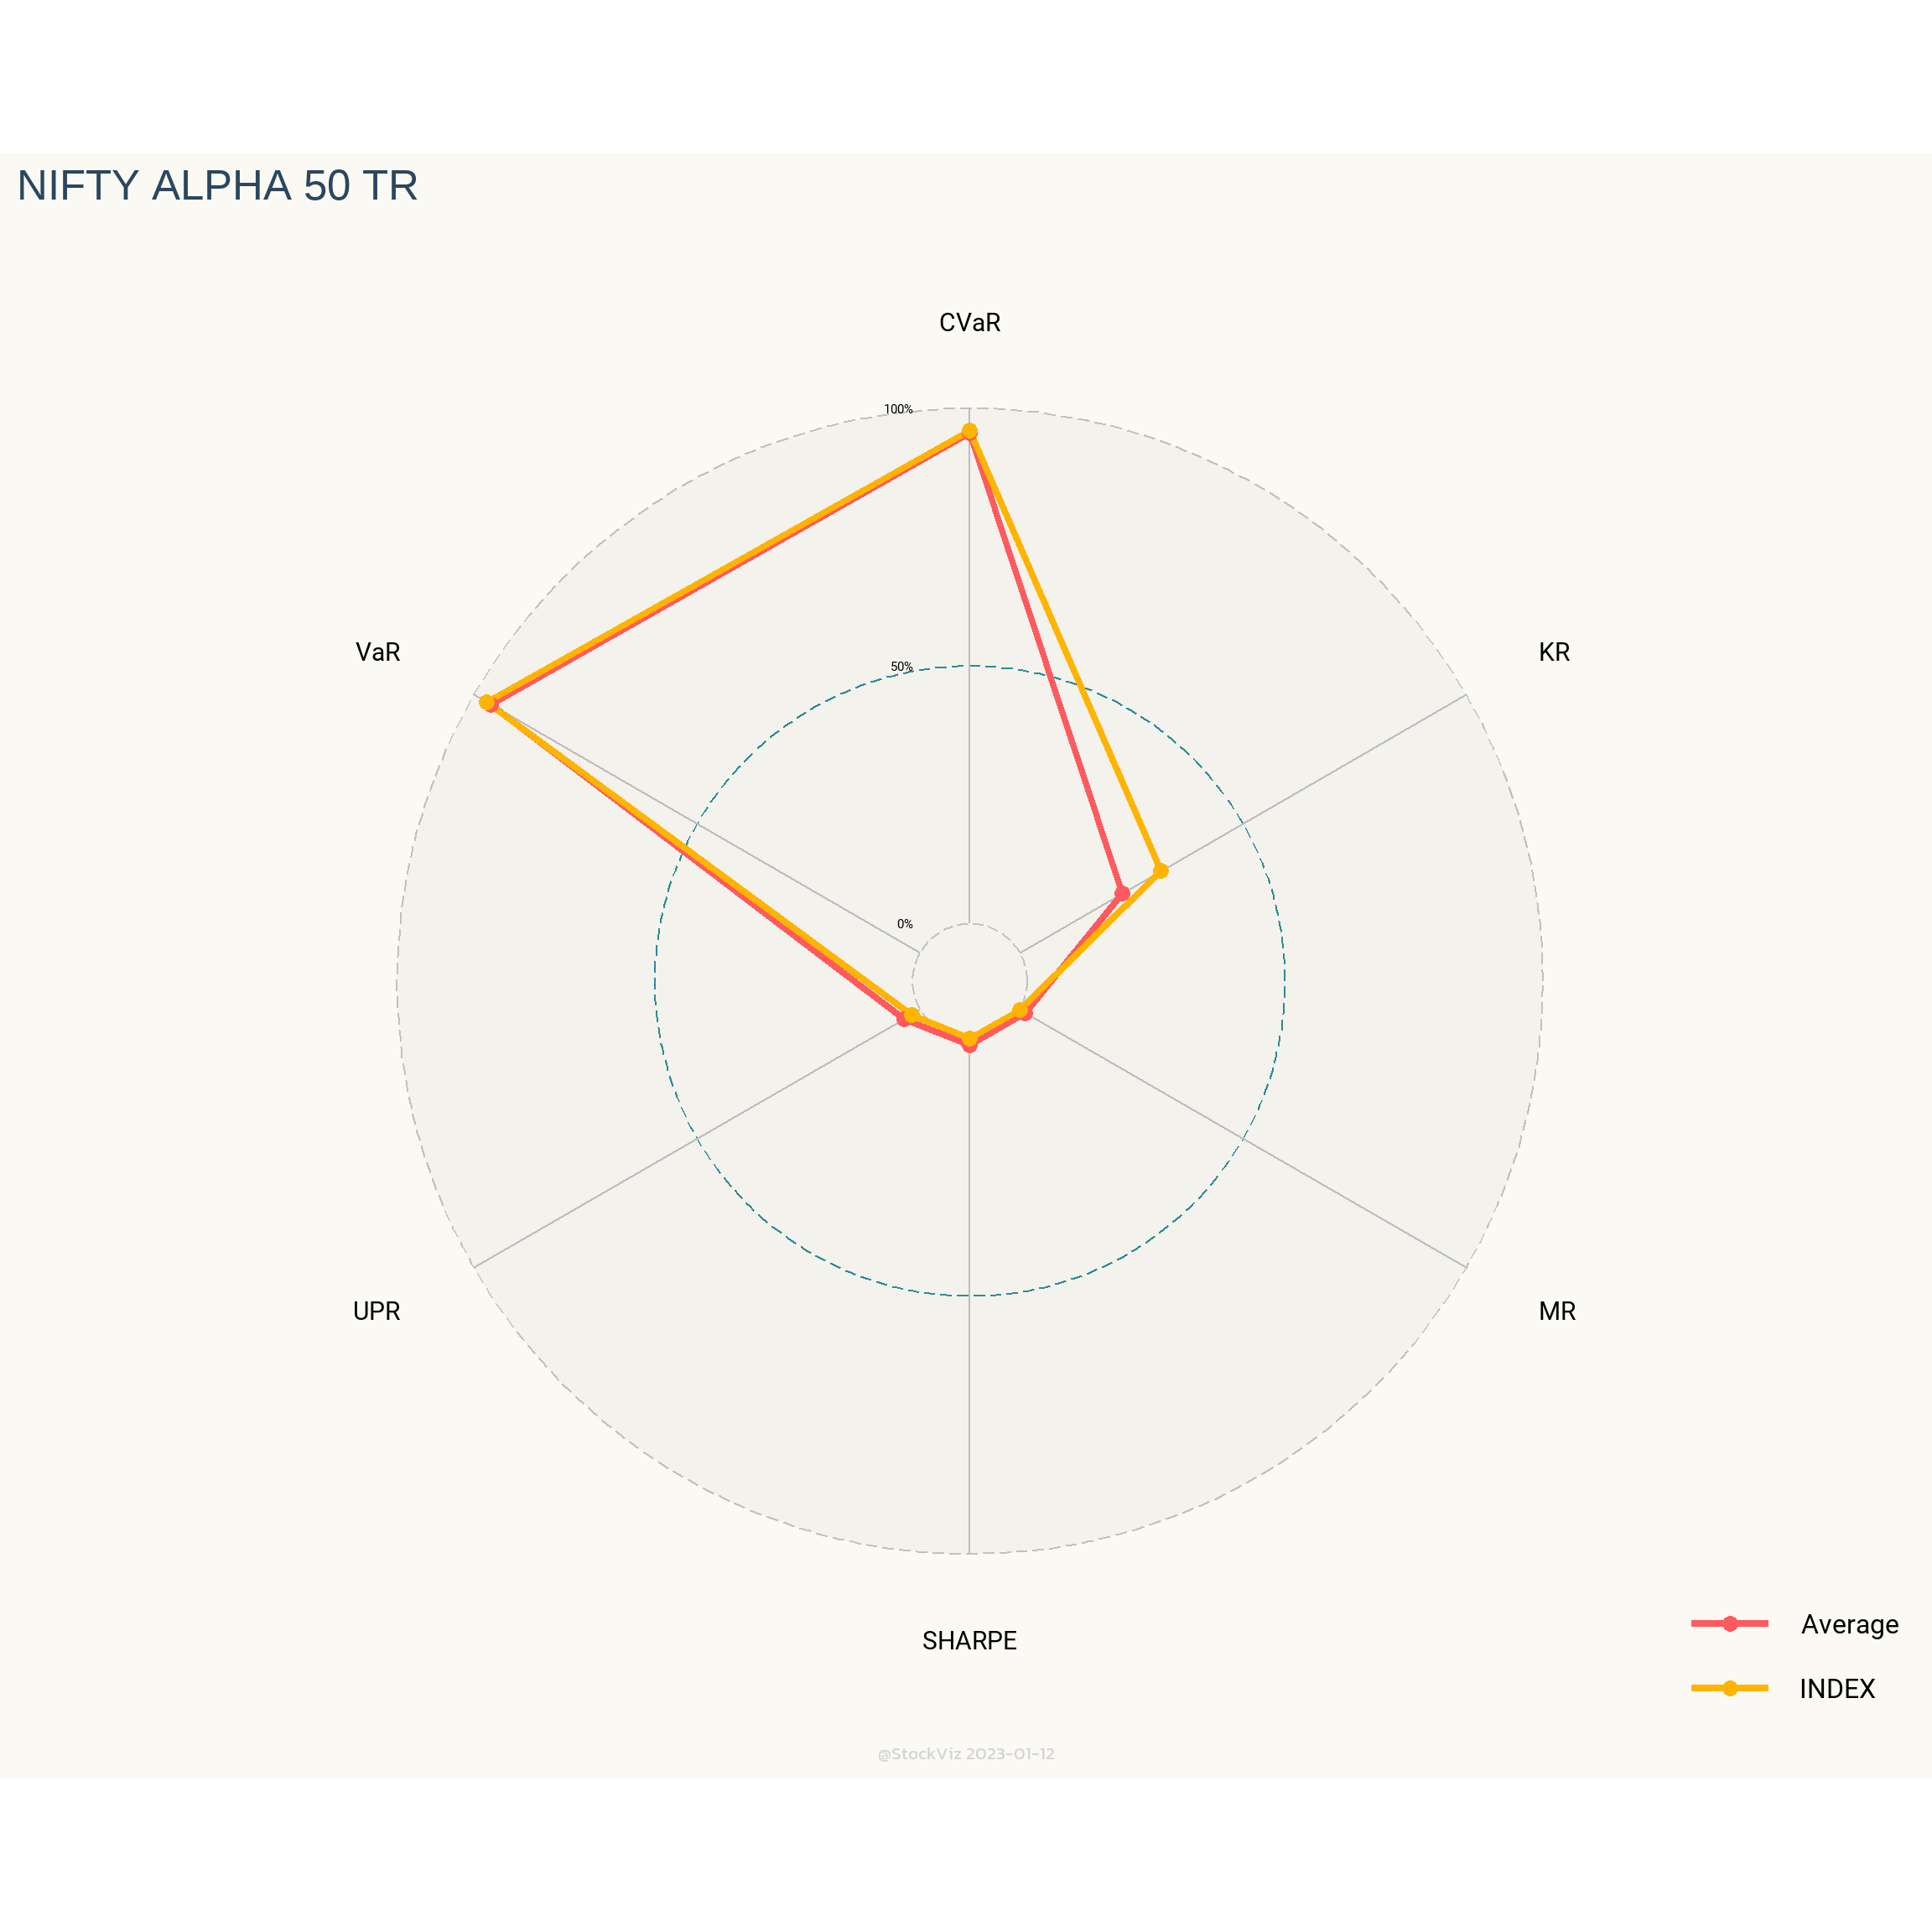 NIFTY ALPHA 50 TR
CVaR
100%
VaR
KR
50%
0%
UPR
MR
SHARPE
Average
INDEX
@StockViz 2023-01-12